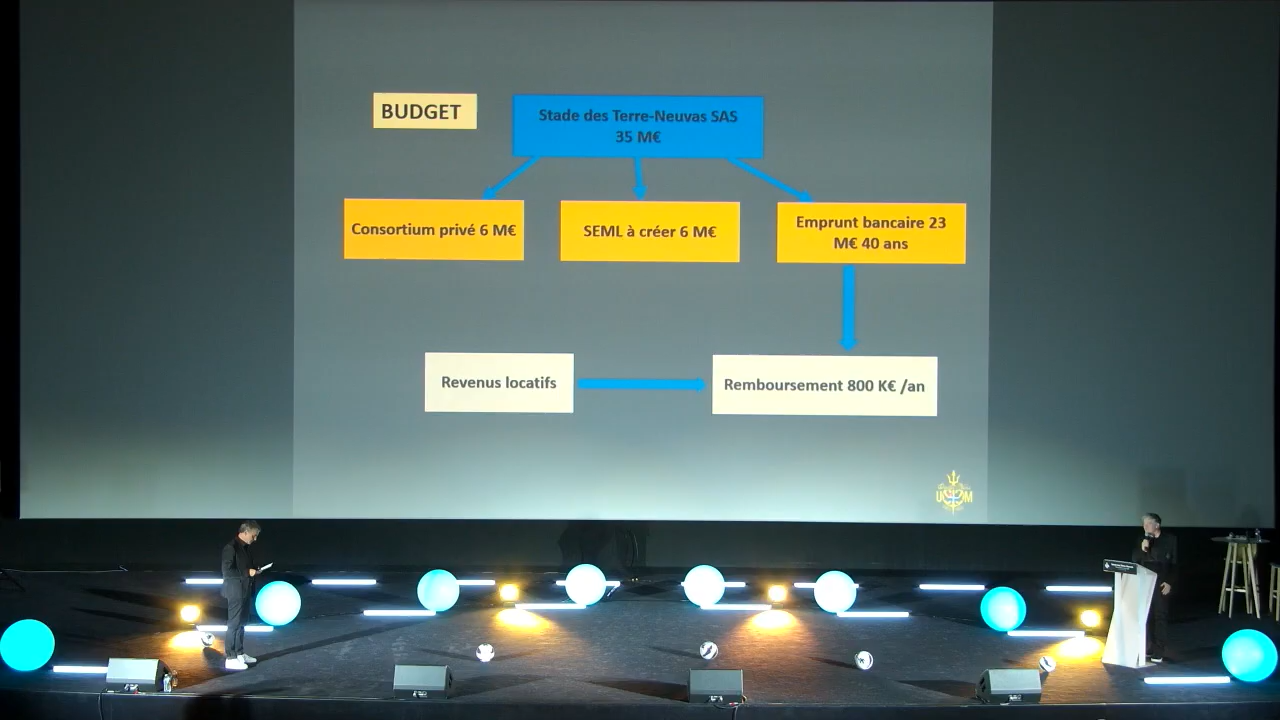 BUDGET
Stade des Terre-Neuvas SAS
35 M€
Consortium privé 6 M€
SEML à créer 6 M€
Emprunt bancaire 23
M€ 40 ans
Revenus locatifs
Remboursement 800 K€ /an